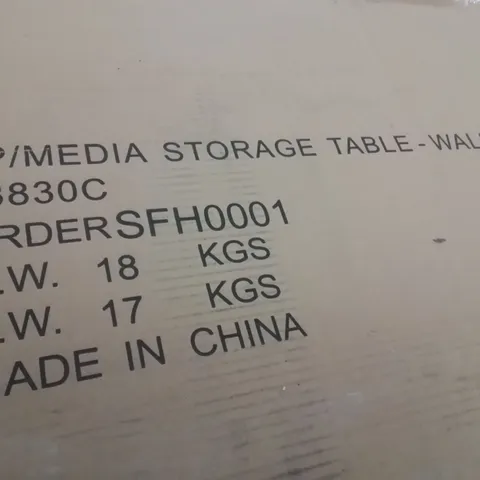 /MEDIA STORAGE TABLE-WAL
830C
RDERSFH0001
.W. 18 KGS
.W. 17 KGS
ADE IN CHINA